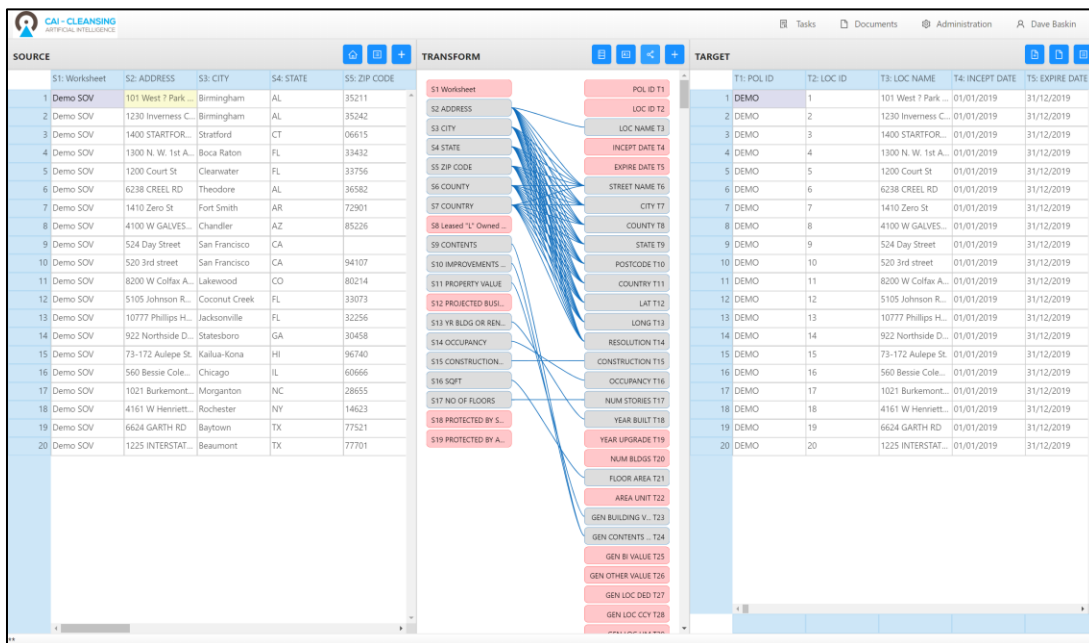 CAI - CLEANSING
ARTIFICIAL INTELLIGENCE
Tasks Documents Administration Dave Baskin
SOURCE
S1: Worksheet S2: ADDRESS S3: CITY S4: STATE S5: ZIP CODE
1 Demo SOV 101 West ? Park ... Birmingham AL 35211
2 Demo SOV 1230 Inverness C... Birmingham AL 35242
3 Demo SOV 1400 STARTFOR... Stratford CT 06615
4 Demo SOV 1300 N. W. 1st A... Boca Raton FL 33432
5 Demo SOV 1200 Court St Clearwater FL 33756
6 Demo SOV 6238 CREEL RD Theodore AL 36582
7 Demo SOV 1410 Zero St Fort Smith AR 72901
8 Demo SOV 4100 W GALVES... Chandler AZ 85226
9 Demo SOV 524 Day Street San Francisco CA
10 Demo SOV 520 3rd street San Francisco CA 94107
11 Demo SOV 8200 W Colfax A... Lakewood CO 80214
12 Demo SOV 5105 Johnson R... Coconut Creek FL 33073
13 Demo SOV 10777 Phillips H... Jacksonville FL 32256
14 Demo SOV 922 Northside D... Statesboro GA 30458
15 Demo SOV 73-172 Aulepe St. Kailua-Kona HI 96740
16 Demo SOV 560 Bessie Cole... Chicago IL 60666
17 Demo SOV 1021 Burkemont... Morganton NC 28655
18 Demo SOV 4161 W Henriett... Rochester NY 14623
19 Demo SOV 6624 GARTH RD Baytown TX 77521
20 Demo SOV 1225 INTERSTAT... Beaumont TX 77701
TRANSFORM
S1 Worksheet
S2 ADDRESS
S3 CITY
S4 STATE
S5 ZIP CODE
S6 COUNTY
S7 COUNTRY
S8 Leased "L" Owned ...
S9 CONTENTS
S10 IMPROVEMENTS ...
S11 PROPERTY VALUE
S12 PROJECTED BUSI...
S13 YR BLDG OR REN...
S14 OCCUPANCY
S15 CONSTRUCTION...
S16 SQFT
S17 NO OF FLOORS
S18 PROTECTED BY S...
S19 PROTECTED BY A...
POL ID T1
LOC ID T2
LOC NAME T3
INCEPT DATE T4
EXPIRE DATE T5
STREET NAME T6
CITY T7
COUNTY T8
STATE T9
POSTCODE T10
COUNTRY T11
LAT T12
LONG T13
RESOLUTION T14
CONSTRUCTION T15
OCCUPANCY T16
NUM STORIES T17
YEAR BUILT T18
YEAR UPGRADE T19
NUM BLDGS T20
FLOOR AREA T21
AREA UNIT T22
GEN BUILDING V... T23
GEN CONTENTS ... T24
GEN BI VALUE T25
GEN OTHER VALUE T26
GEN LOC DED T27
GEN LOC CCY T28
TARGET
T1: POL ID T2: LOC ID T3: LOC NAME T4: INCEPT DATE T5: EXPIRE DATE
1 DEMO 1 101 West ? Park ... 01/01/2019 31/12/2019
2 DEMO 2 1230 Inverness C... 01/01/2019 31/12/2019
3 DEMO 3 1400 STARTFOR... 01/01/2019 31/12/2019
4 DEMO 4 1300 N. W. 1st A... 01/01/2019 31/12/2019
5 DEMO 5 1200 Court St 01/01/2019 31/12/2019
6 DEMO 6 6238 CREEL RD 01/01/2019 31/12/2019
7 DEMO 7 1410 Zero St 01/01/2019 31/12/2019
8 DEMO 8 4100 W GALVES... 01/01/2019 31/12/2019
9 DEMO 9 524 Day Street 01/01/2019 31/12/2019
10 DEMO 10 520 3rd street 01/01/2019 31/12/2019
11 DEMO 11 8200 W Colfax A... 01/01/2019 31/12/2019
12 DEMO 12 5105 Johnson R... 01/01/2019 31/12/2019
13 DEMO 13 10777 Phillips H... 01/01/2019 31/12/2019
14 DEMO 14 922 Northside D... 01/01/2019 31/12/2019
15 DEMO 15 73-172 Aulepe St. 01/01/2019 31/12/2019
16 DEMO 16 560 Bessie Cole... 01/01/2019 31/12/2019
17 DEMO 17 1021 Burkemont... 01/01/2019 31/12/2019
18 DEMO 18 4161 W Henriett... 01/01/2019 31/12/2019
19 DEMO 19 6624 GARTH RD 01/01/2019 31/12/2019
20 DEMO 20 1225 INTERSTAT... 01/01/2019 31/12/2019